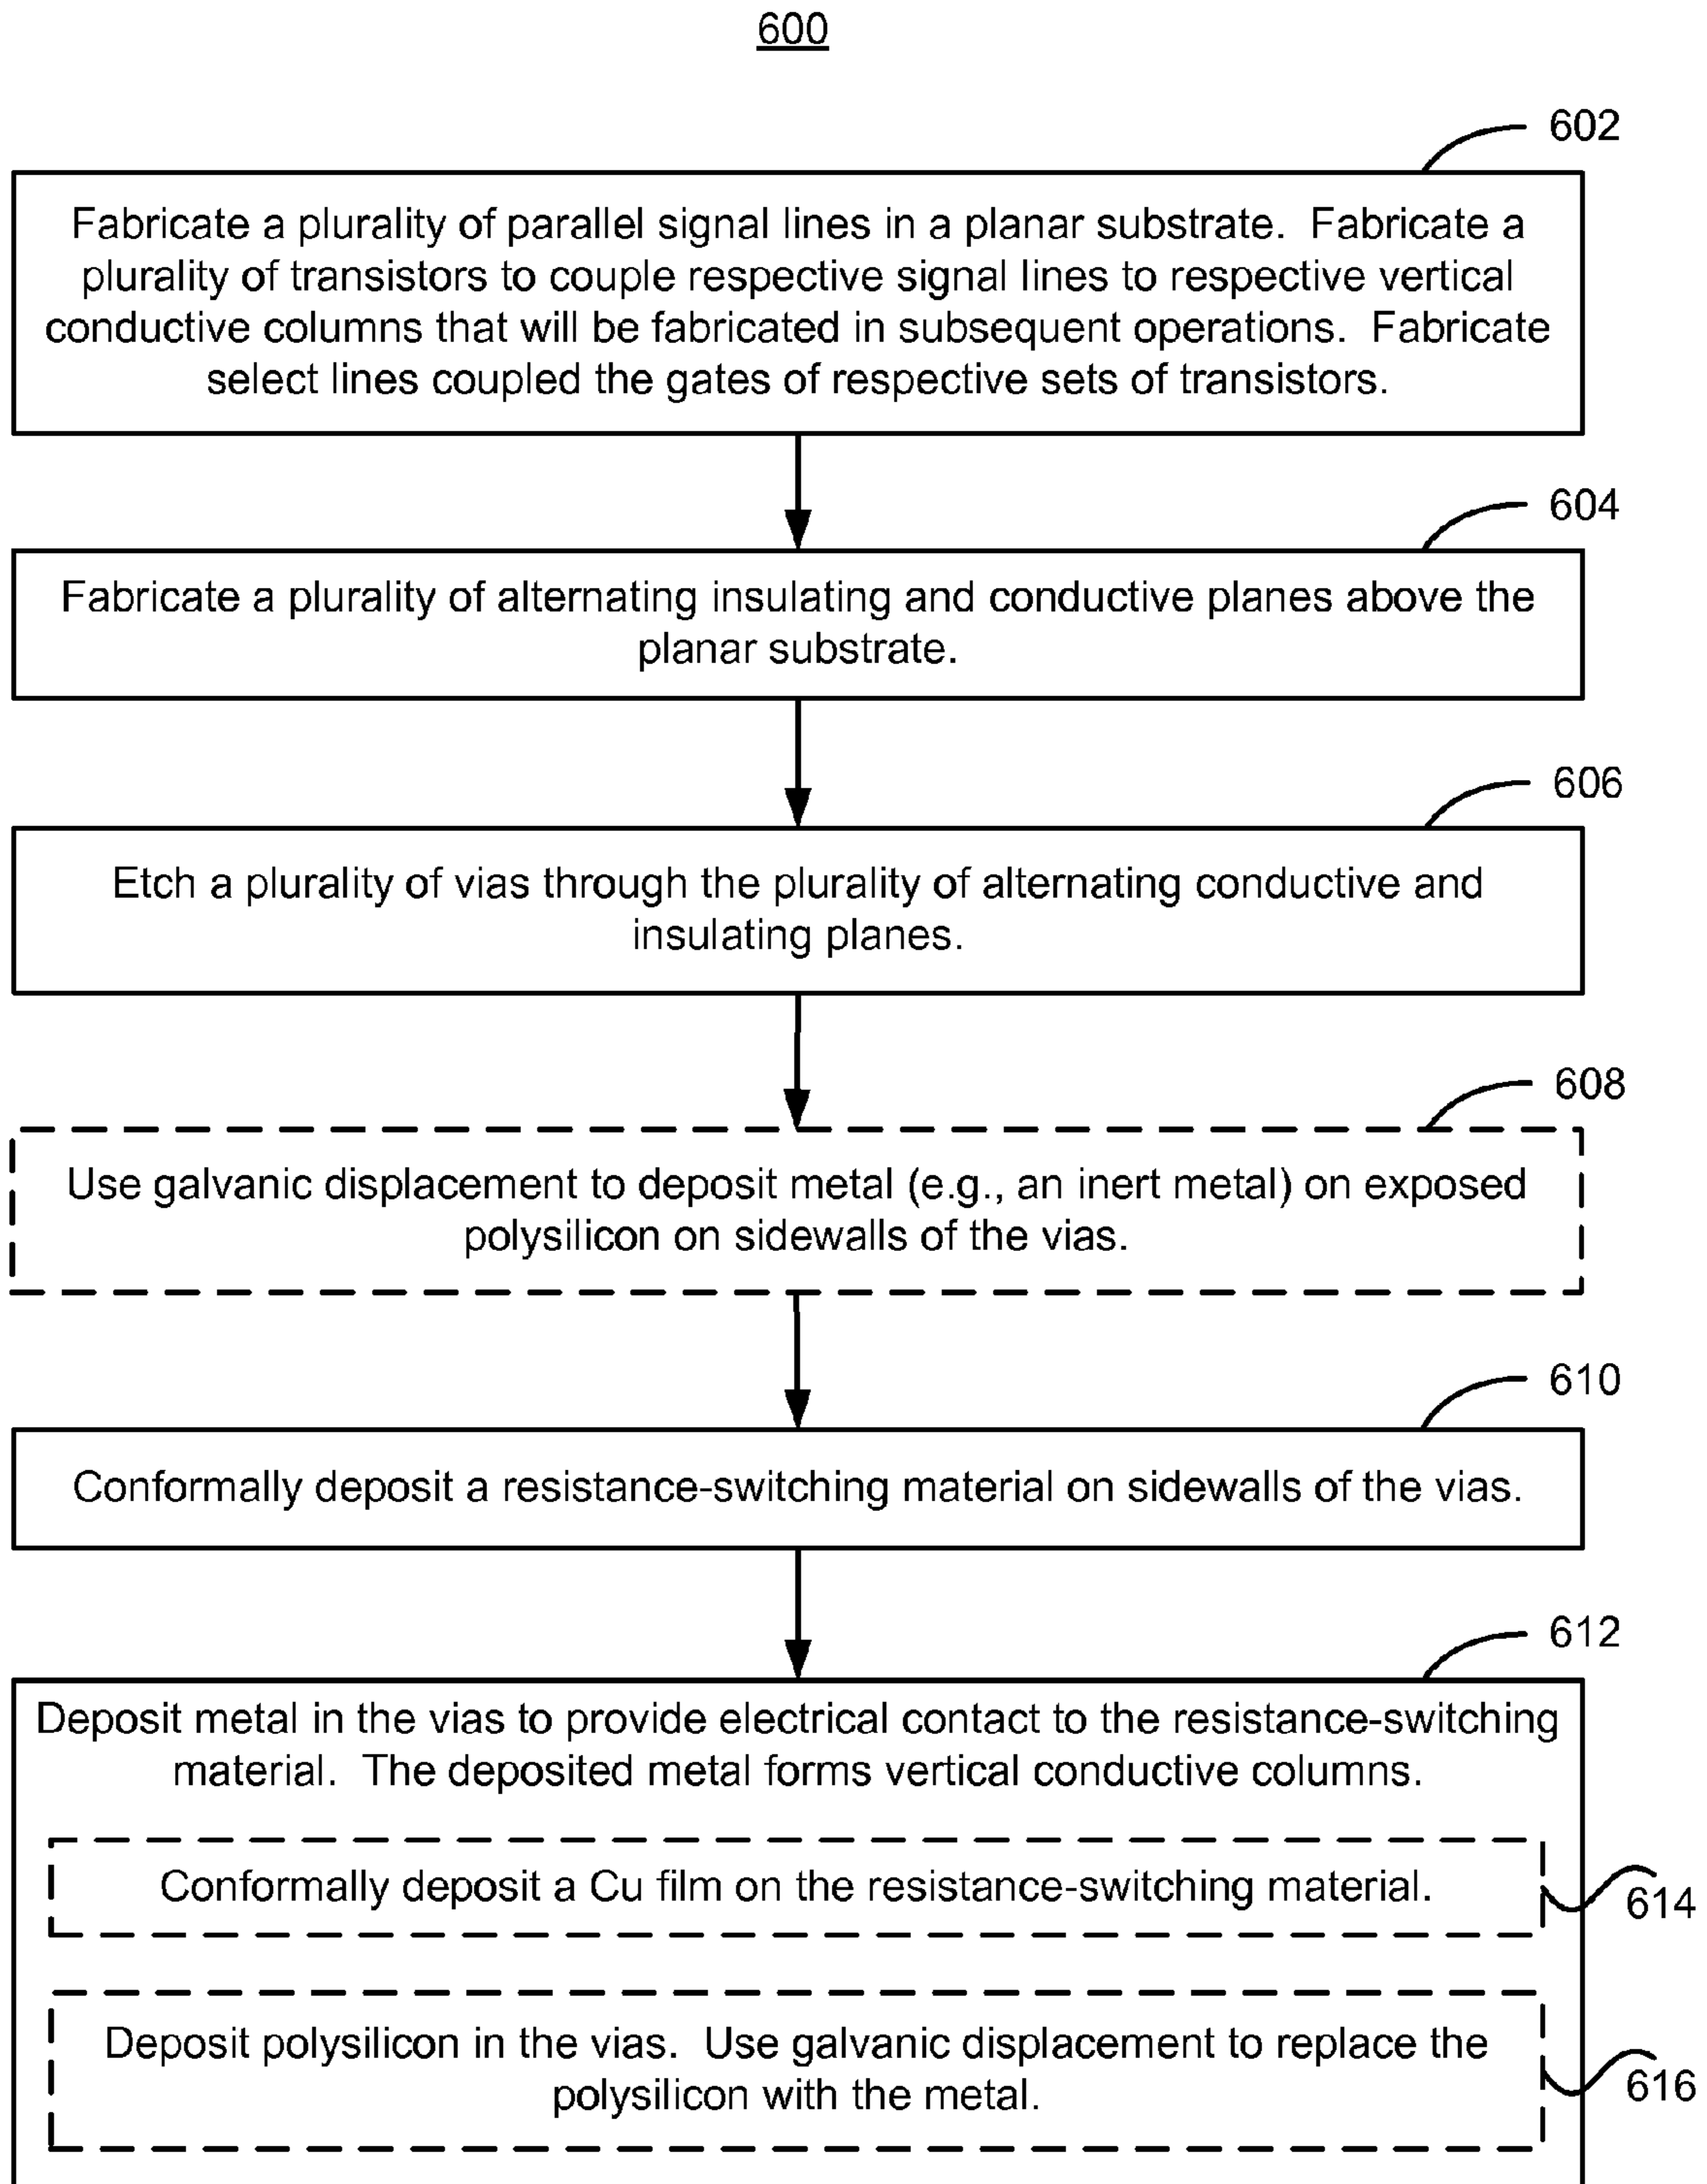 600
602
Fabricate a plurality of parallel signal lines in a planar substrate.  Fabricate a
plurality of transistors to couple respective signal lines to respective vertical
conductive columns that will be fabricated in subsequent operations.  Fabricate
select lines coupled the gates of respective sets of transistors.
604
Fabricate a plurality of alternating insulating and conductive planes above the
planar substrate.
606
Etch a plurality of vias through the plurality of alternating conductive and
insulating planes.
608
Use galvanic displacement to deposit metal (e.g., an inert metal) on exposed
polysilicon on sidewalls of the vias.
610
Conformally deposit a resistance-switching material on sidewalls of the vias.
612
Deposit metal in the vias to provide electrical contact to the resistance-switching
material.  The deposited metal forms vertical conductive columns.
Conformally deposit a Cu film on the resistance-switching material.
614
Deposit polysilicon in the vias.  Use galvanic displacement to replace the
polysilicon with the metal.
616